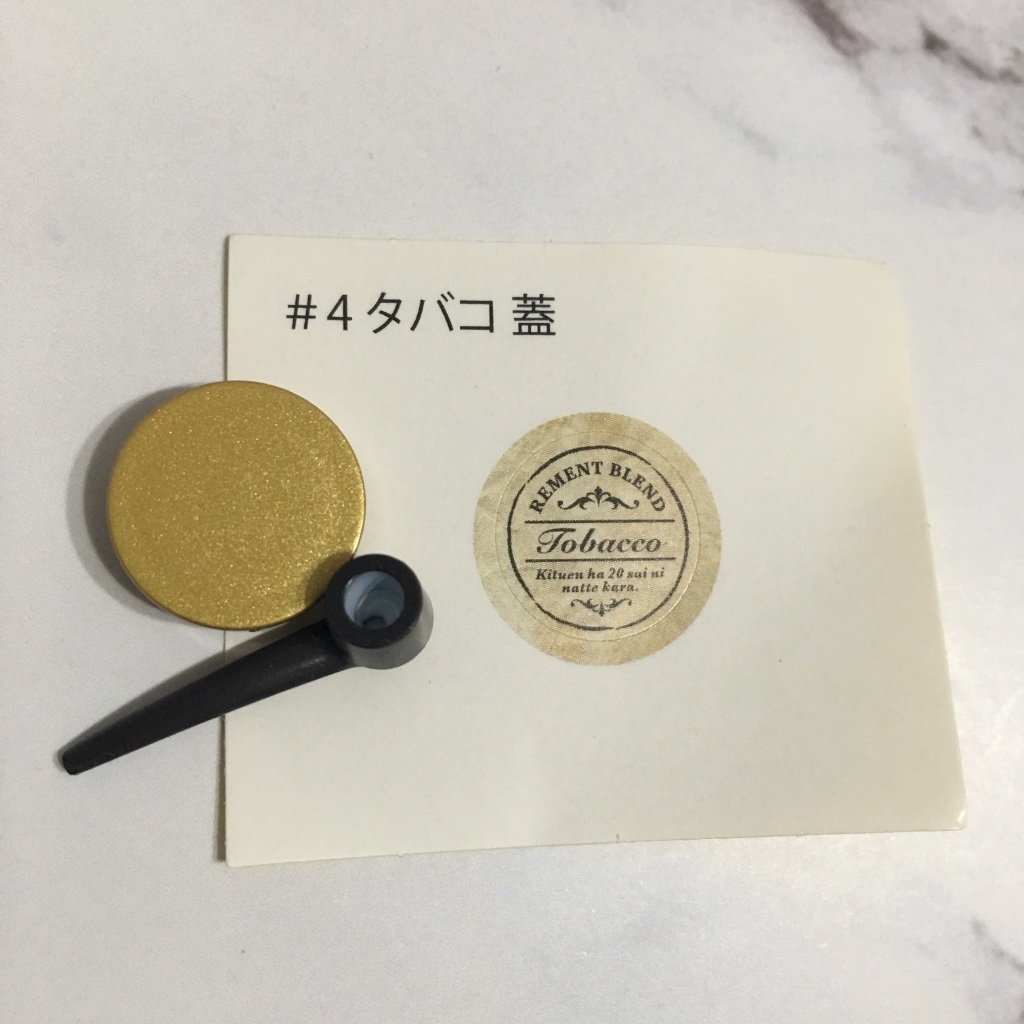 #4 タバコ 蓋
REMENT BLEND
Tobacco
Kituen ha 20 sai ni
natte kara.